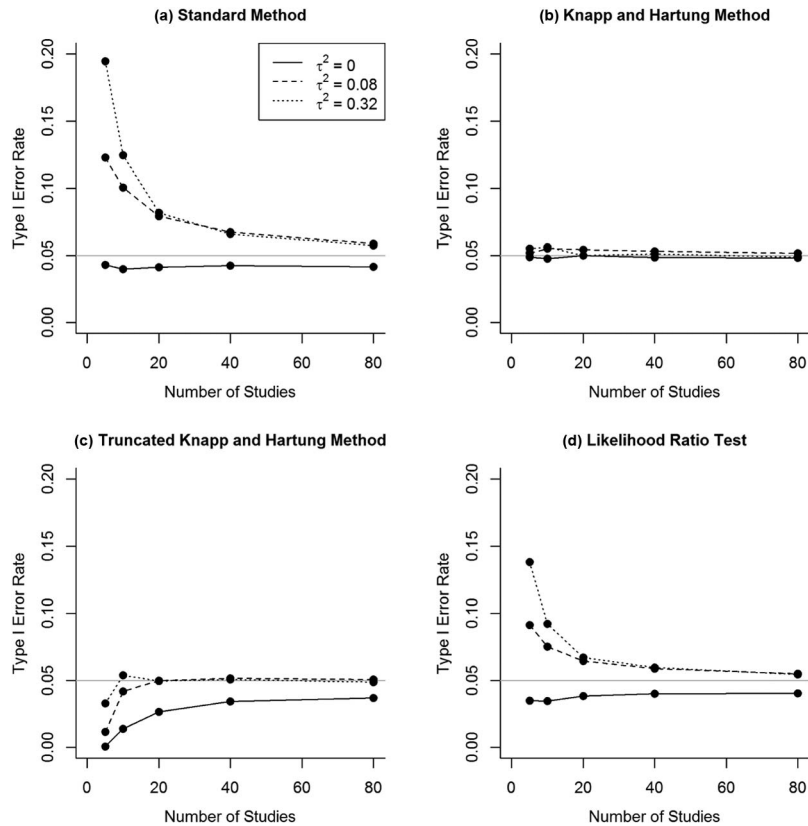 (a) Standard Method
Type I Error Rate
0.20
0.15
0.10
0.05
0.00
τ² = 0
τ² = 0.08
τ² = 0.32
0 20 40 60 80
Number of Studies
(b) Knapp and Hartung Method
Type I Error Rate
0.20
0.15
0.10
0.05
0.00
0 20 40 60 80
Number of Studies
(c) Truncated Knapp and Hartung Method
Type I Error Rate
0.20
0.15
0.10
0.05
0.00
0 20 40 60 80
Number of Studies
(d) Likelihood Ratio Test
Type I Error Rate
0.20
0.15
0.10
0.05
0.00
0 20 40 60 80
Number of Studies